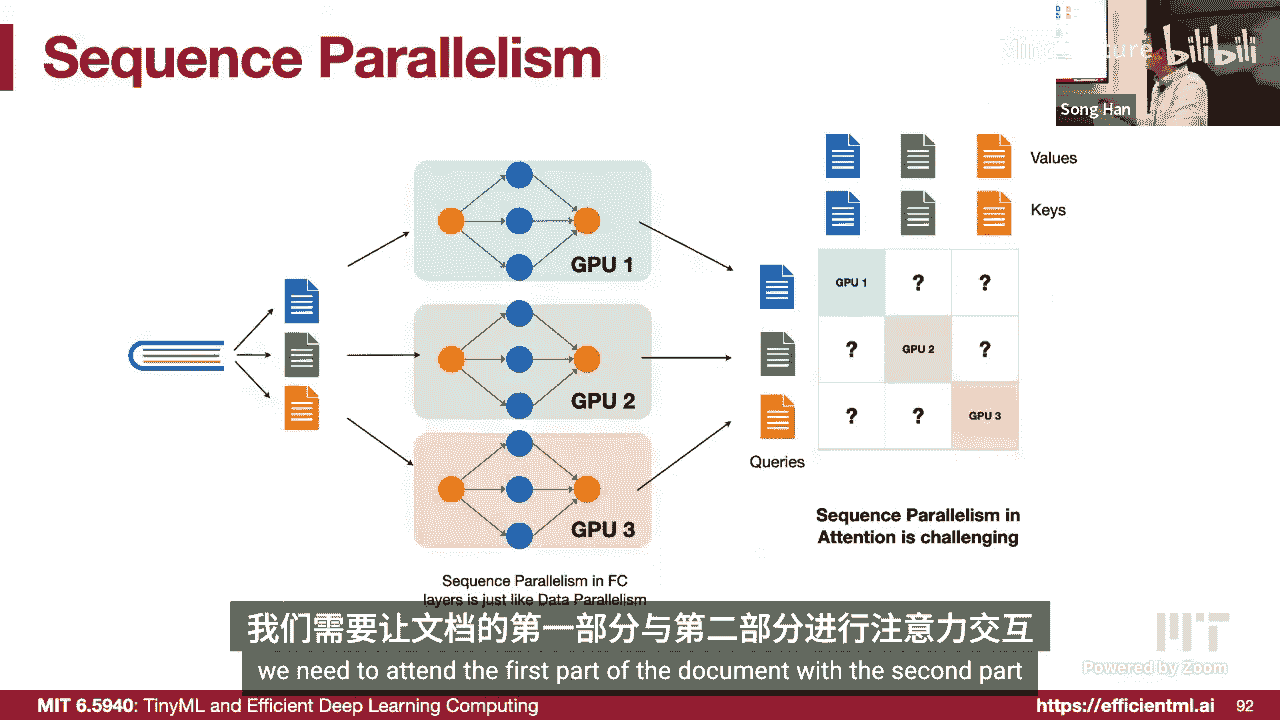 Sequence Parallelism
bilibili
Song Han
Values
Keys
GPU 1
GPU 2
GPU 3
GPU 1
?
?
?
GPU 2
?
?
?
GPU 3
Queries
Sequence Parallelism in
Attention is challenging
Sequence Parallelism in FC
layers is just like Data Parallelism
我们需要让文档的第一部分与第二部分进行注意力交互
we need to attend the first part of the document with the second part
MIT
Powered by Zoom
MIT 6.5940: TinyML and Efficient Deep Learning Computing
https://efficientml.ai
92